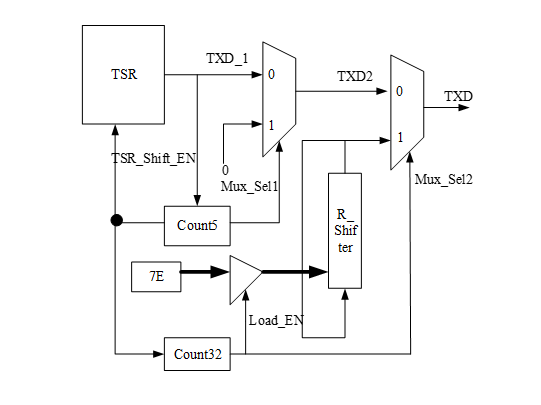 TXD_1
TSR
0
TXD2
0
TXD
1
1
TSR_Shift_EN
0
Mux_Sel1
Mux_Sel2
Count5
R_
Shif
ter
7E
Load_EN
Count32